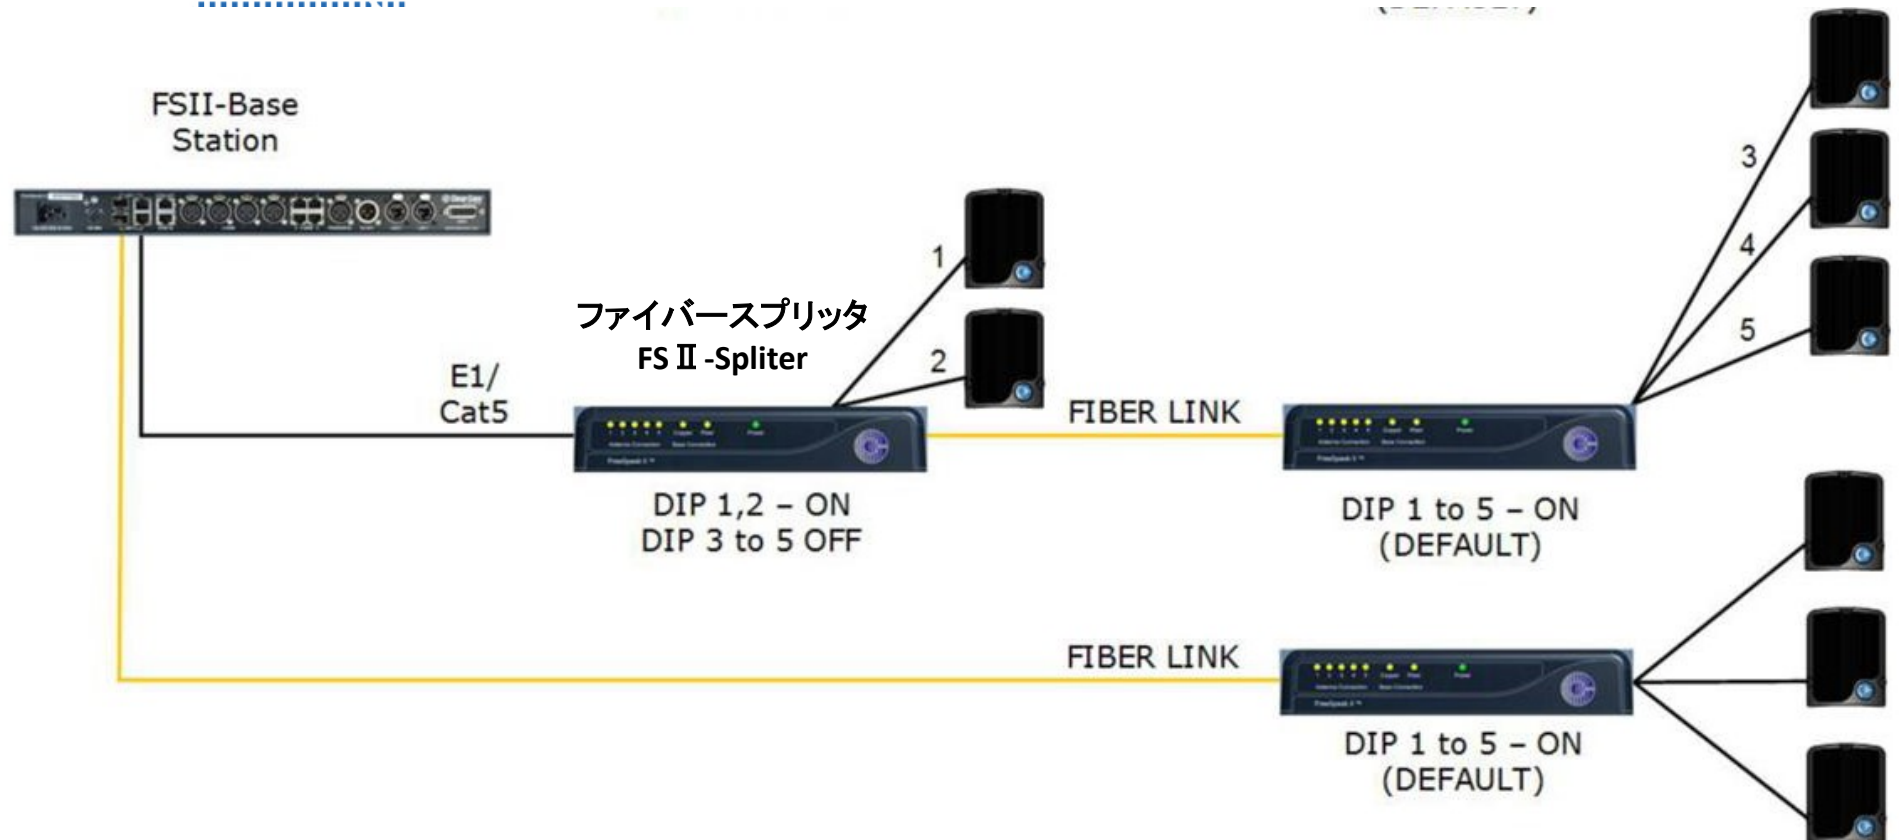 FSII-Base
Station
1
2
3
4
5
ファイバースプリッタ
FSⅡ-Spliter
E1/
Cat5
FIBER LINK
DIP 1,2 – ON
DIP 3 to 5 OFF
DIP 1 to 5 – ON
(DEFAULT)
FIBER LINK
DIP 1 to 5 – ON
(DEFAULT)